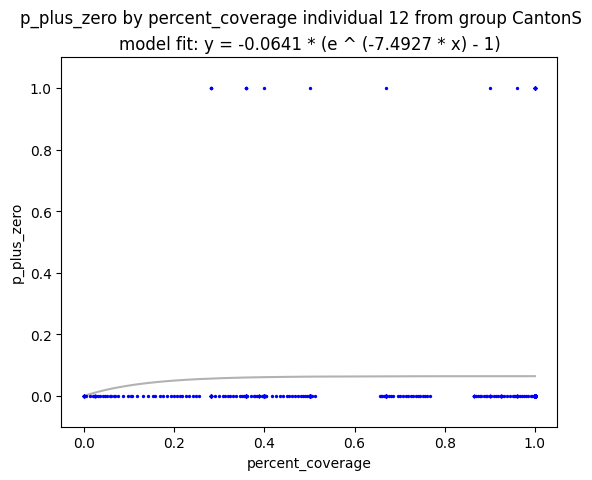 p_plus_zero by percent_coverage individual 12 from group CantonS
model fit: y = -0.0641 * (e ^ (-7.4927 * x) - 1)
1.0
0.8
0.6
0.4
0.2
0.0
p_plus_zero
0.0 0.2 0.4 0.6 0.8 1.0
percent_coverage